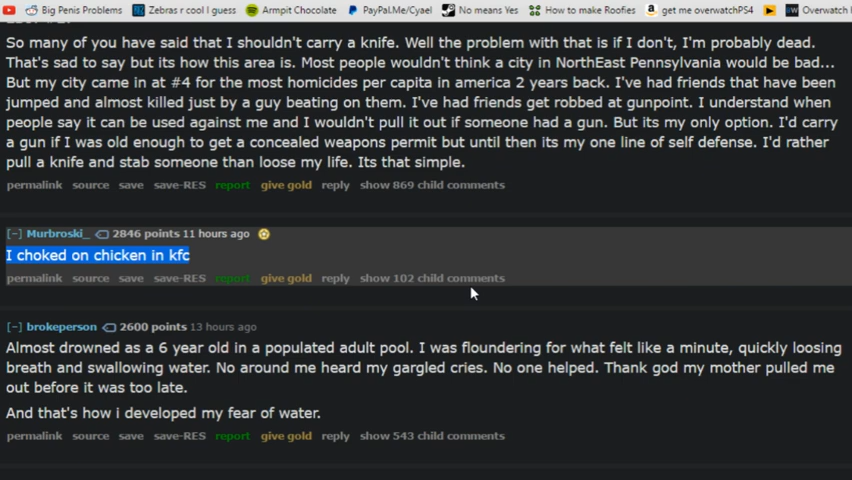 Big Penis Problems Zebras r cool I guess Armpit Chocolate PayPal.Me/Cyael No means Yes How to make Roofies get me overwatchPS4 Overwatch
So many of you have said that I shouldn't carry a knife. Well the problem with that is if I don't, I'm probably dead.
That's sad to say but its how this area is. Most people wouldn't think a city in NorthEast Pennsylvania would be bad...
But my city came in at #4 for the most homicides per capita in america 2 years back. I've had friends that have been
jumped and almost killed just by a guy beating on them. I've had friends get robbed at gunpoint. I understand when
people say it can be used against me and I wouldn't pull it out if someone had a gun. But its my only option. I'd carry
a gun if I was old enough to get a concealed weapons permit but until then its my one line of self defense. I'd rather
pull a knife and stab someone than loose my life. Its that simple.
permalink source save save-RES report give gold reply show 869 child comments
[-] Murbroski_ 2846 points 11 hours ago
I choked on chicken in kfc
permalink source save save-RES report give gold reply show 102 child comments
[-] brokeperson 2600 points 13 hours ago
Almost drowned as a 6 year old in a populated adult pool. I was floundering for what felt like a minute, quickly loosing
breath and swallowing water. No around me heard my gargled cries. No one helped. Thank god my mother pulled me
out before it was too late.
And that's how i developed my fear of water.
permalink source save save-RES report give gold reply show 543 child comments